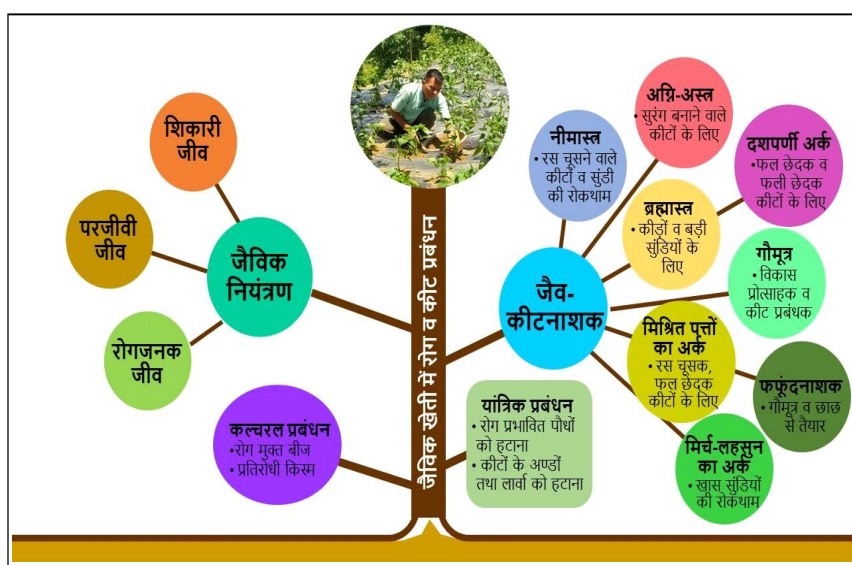 जैविक खेती में रोग व कीट प्रबंधन
शिकारी
जीव
परजीवी
जीव
रोगजनक
जीव
जैविक
नियंत्रण
कल्चरल प्रबंधन
•रोग मुक्त बीज
• प्रतिरोधी किस्म
यांत्रिक प्रबंधन
• रोग प्रभावित पौधों
को हटाना
• कीटों के अण्डों
तथा लार्वा को हटाना
जैव-
कीटनाशक
नीमास्त्र
• रस चूसने वाले
कीटों व सुंडी
की रोकथाम
अग्नि-अस्त्र
• सुरंग बनाने वाले
कीटों के लिए
ब्रह्मास्त्र
• कीड़ों व बड़ी
सुंडियों के
लिए
दशपर्णी अर्क
• फल छेदक व
फली छेदक
कीटों के लिए
गौमूत्र
• विकास
प्रोत्साहक व
कीट प्रबंधक
मिश्रित पत्तों
का अर्क
• रस चूसक,
फल छेदक
कीटों के लिए
फफूंदनाशक
• गौमूत्र व छाछ
से तैयार
मिर्च-लहसुन
का अर्क
• खास सुंडियों
की रोकथाम